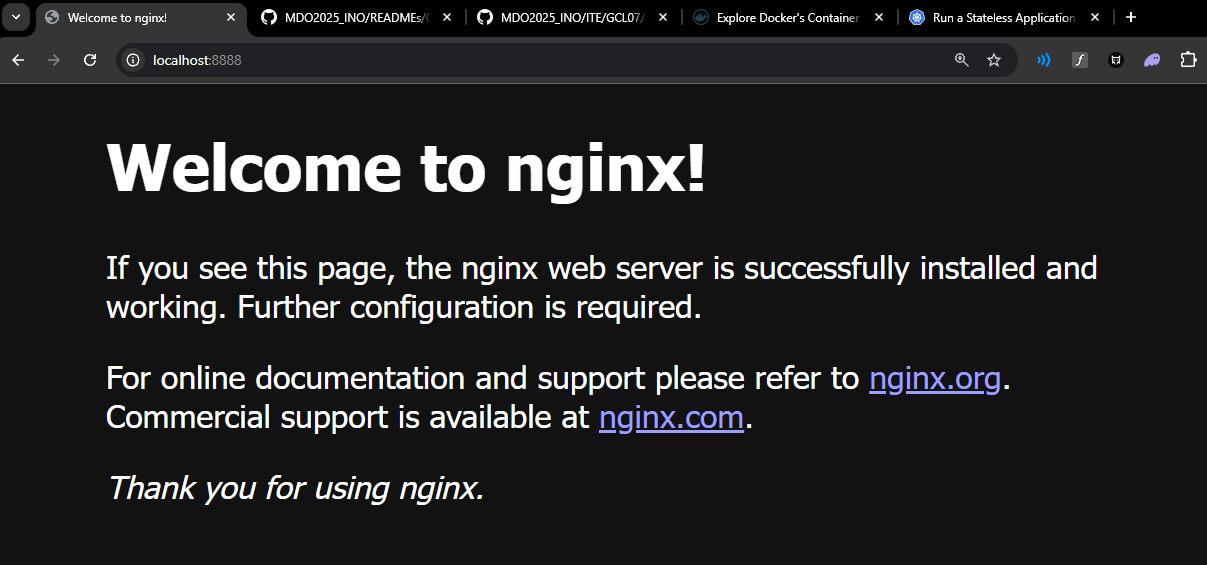 Welcome to nginx!
MDO2025_INO/READMEs/
MDO2025_INO/ITE/GCL07/
Explore Docker's Container
Run a Stateless Application
localhost:8888
Welcome to nginx!
If you see this page, the nginx web server is successfully installed and
working. Further configuration is required.
For online documentation and support please refer to nginx.org.
Commercial support is available at nginx.com.
Thank you for using nginx.